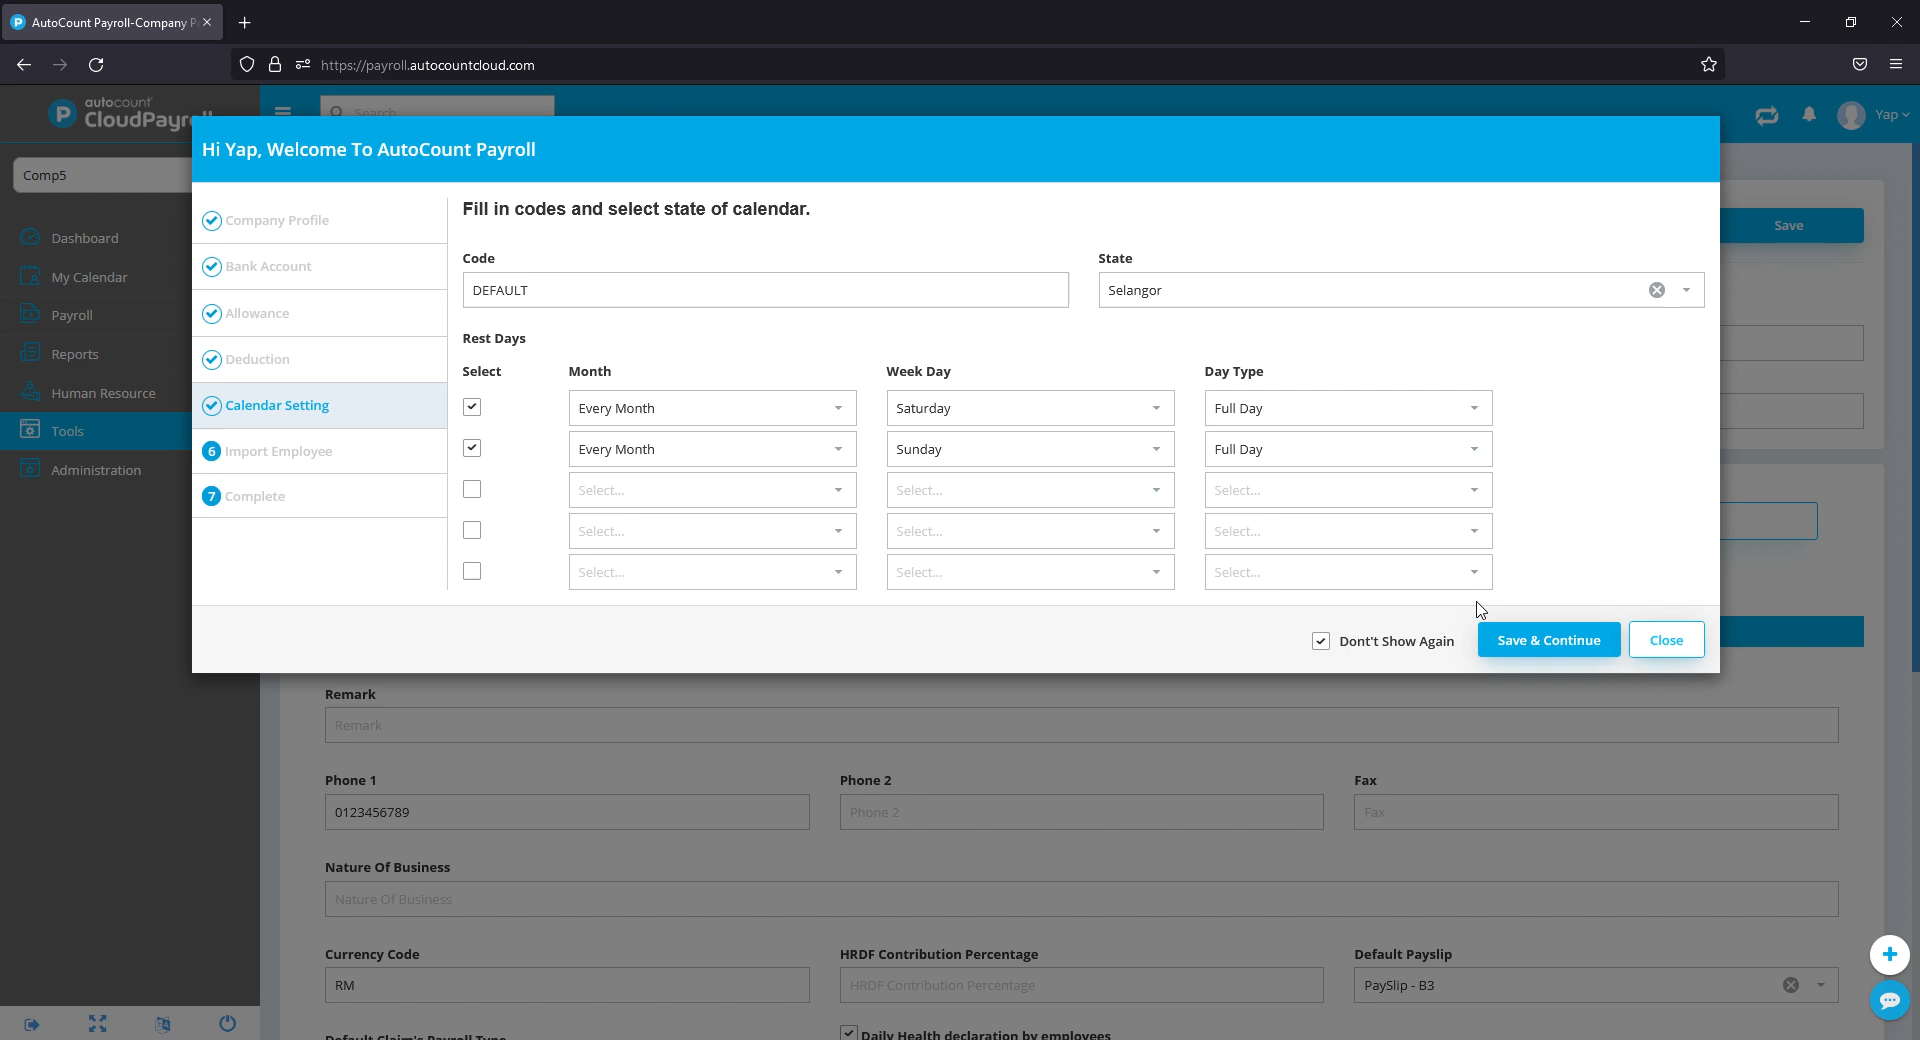 AutoCount Payroll-Company P
https://payroll.autocountcloud.com
autocount
CloudPayroll
Search
Yap
Hi Yap, Welcome To AutoCount Payroll
Comp5
Dashboard
My Calendar
Payroll
Reports
Human Resource
Tools
Administration
Company Profile
Bank Account
Allowance
Deduction
Calendar Setting
6 Import Employee
7 Complete
Fill in codes and select state of calendar.
Code
State
DEFAULT
Selangor
Rest Days
Select Month Week Day Day Type
Every Month Saturday Full Day
Every Month Sunday Full Day
Select... Select... Select...
Select... Select... Select...
Select... Select... Select...
Don't Show Again
Save & Continue
Close
Save
Remark
Remark
Phone 1 Phone 2 Fax
0123456789 Phone 2 Fax
Nature Of Business
Nature Of Business
Currency Code HRDF Contribution Percentage Default Payslip
RM HRDF Contribution Percentage PaySlip - B3
Default Claim's Payroll Type
Daily Health declaration by employees